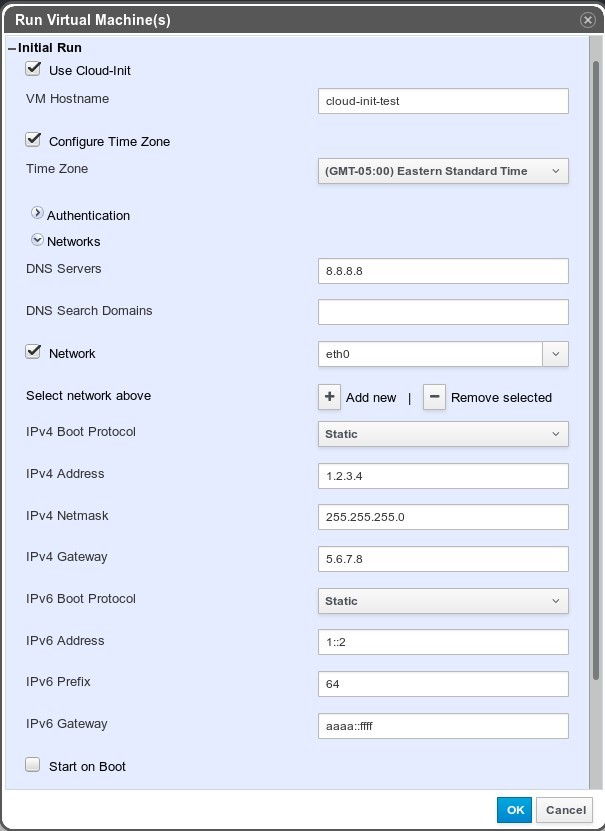 Run Virtual Machine(s)
Initial Run
Use Cloud-Init
VM Hostname cloud-init-test
Configure Time Zone
Time Zone (GMT-05:00) Eastern Standard Time
Authentication
Networks
DNS Servers 8.8.8.8
DNS Search Domains
Network eth0
Select network above + Add new | − Remove selected
IPv4 Boot Protocol Static
IPv4 Address 1.2.3.4
IPv4 Netmask 255.255.255.0
IPv4 Gateway 5.6.7.8
IPv6 Boot Protocol Static
IPv6 Address 1::2
IPv6 Prefix 64
IPv6 Gateway aaaa::ffff
Start on Boot
OK Cancel